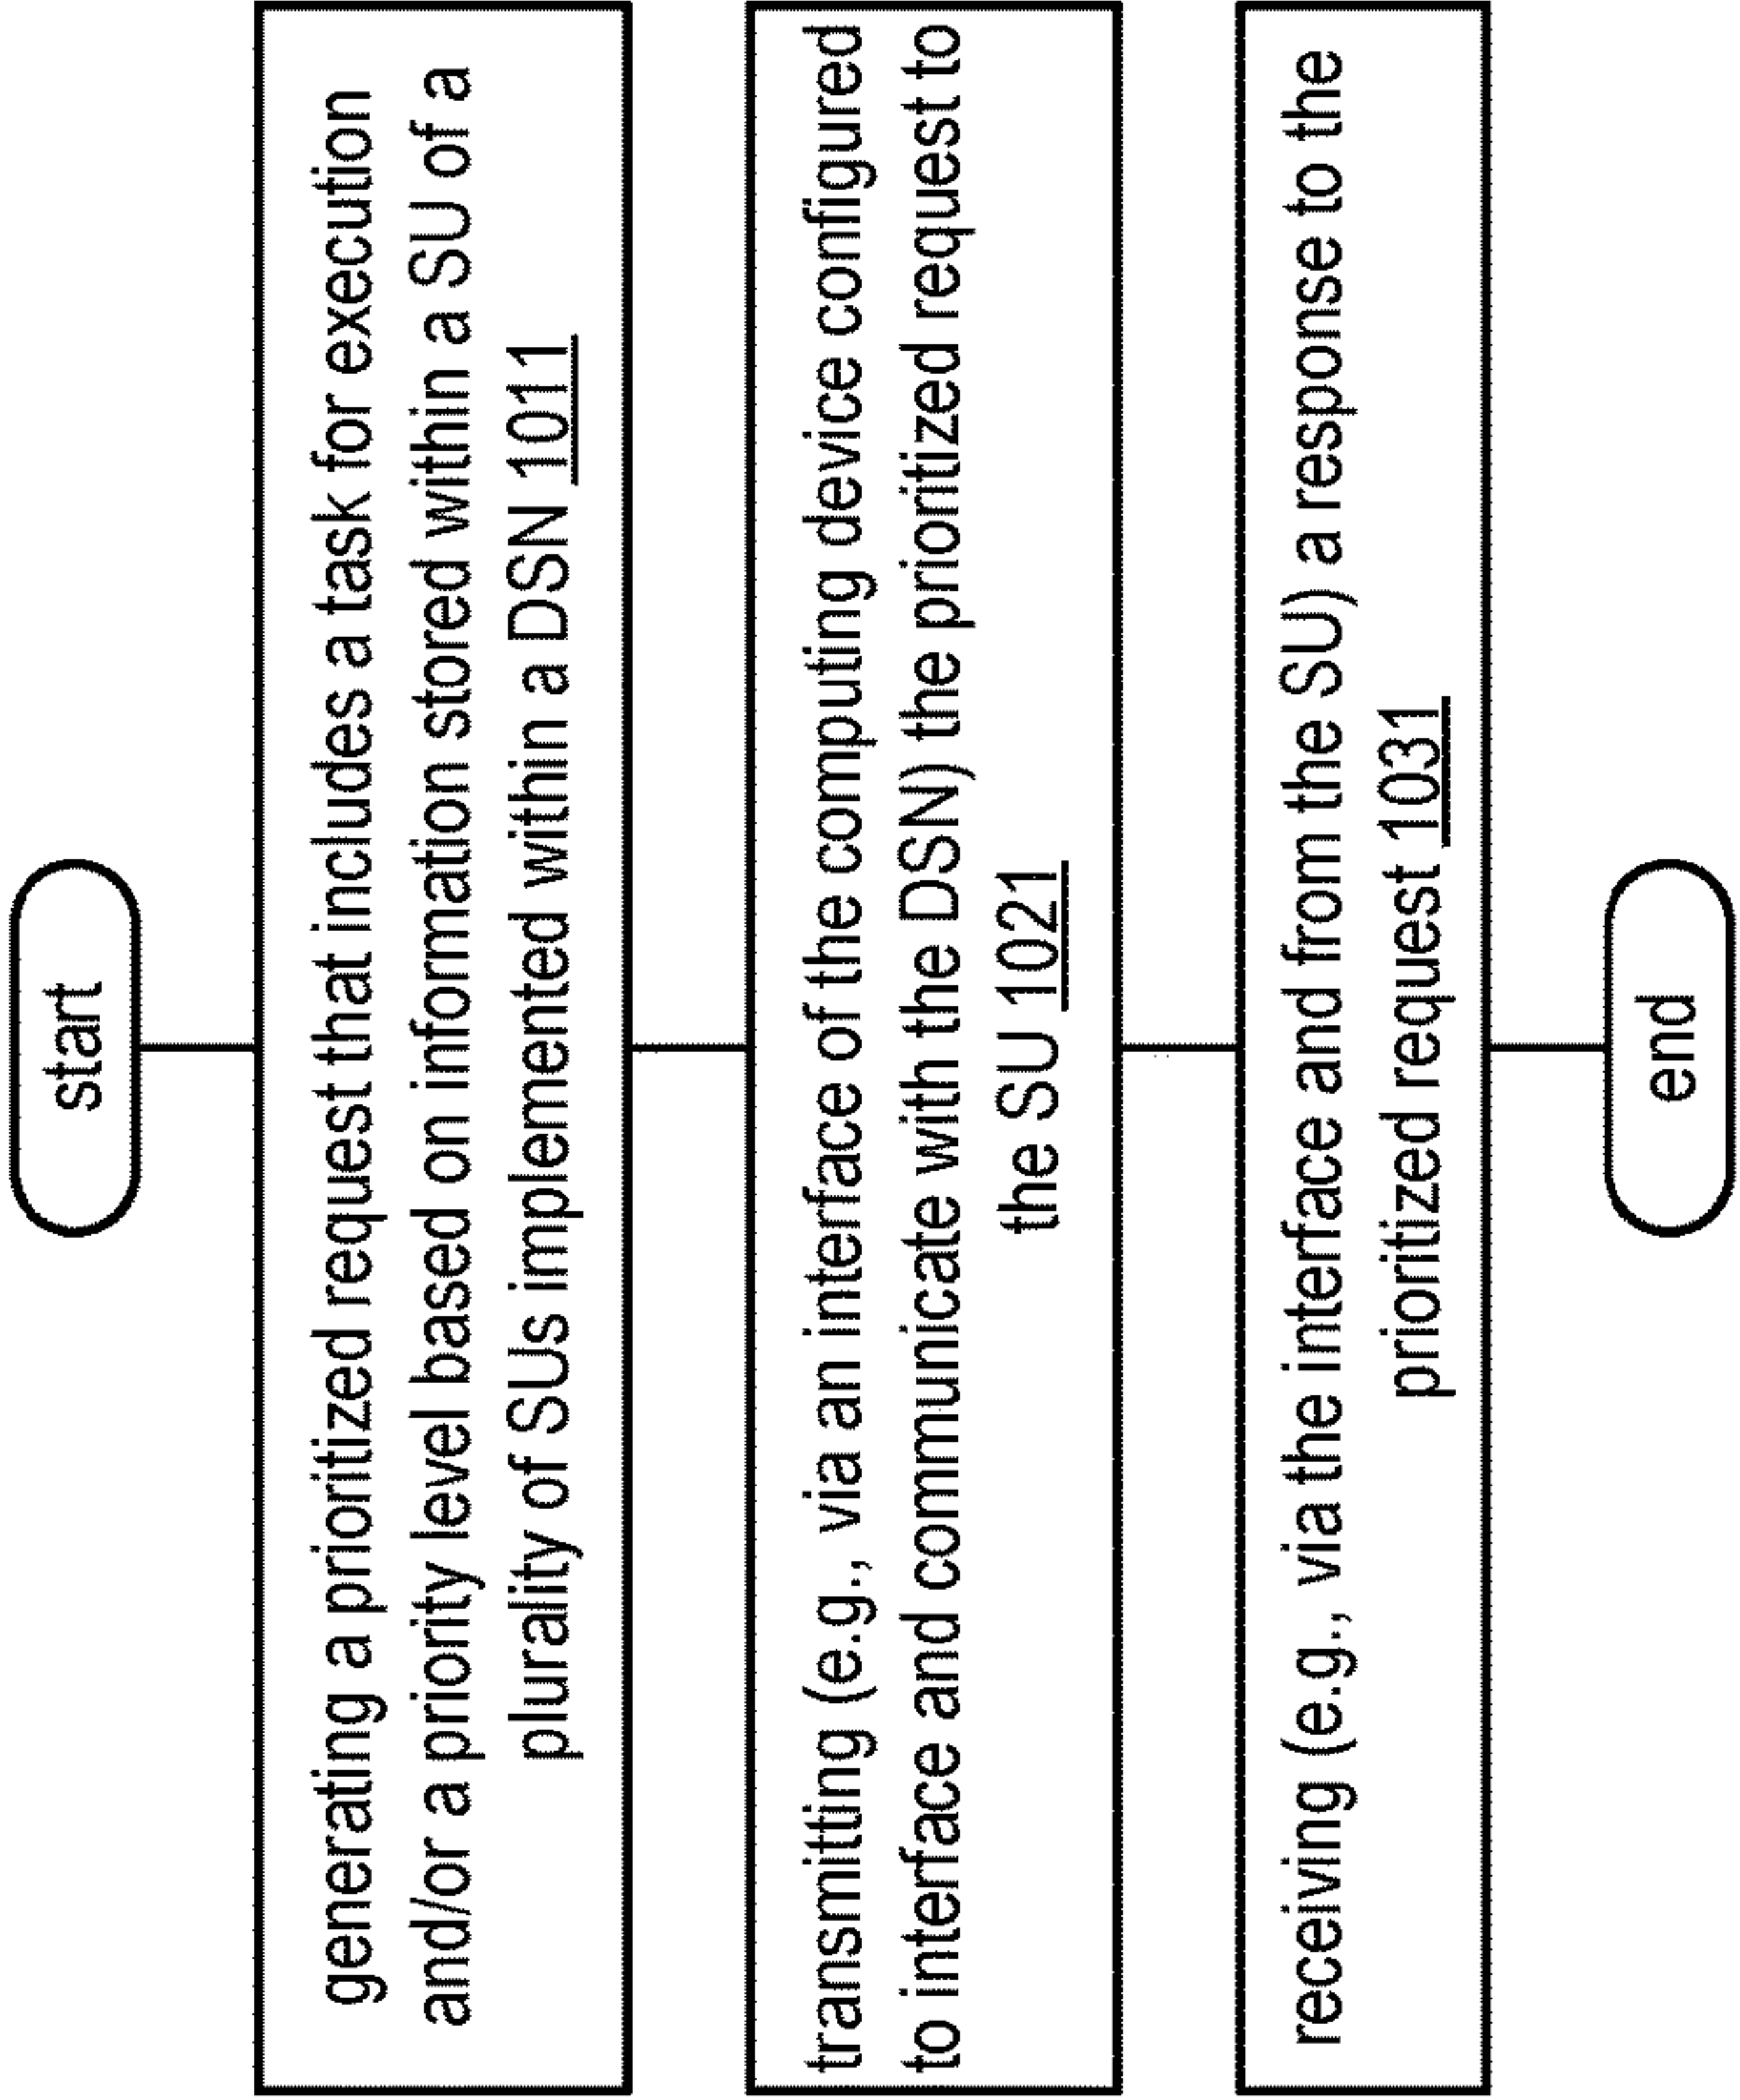 start
generating a prioritized request that includes a task for execution
and/or a priority level based on information stored within a SU of a
plurality of SUs implemented within a DSN 1011
transmitting (e.g., via an interface of the computing device configured
to interface and communicate with the DSN) the prioritized request to
the SU 1021
receiving (e.g., via the interface and from the SU) a response to the
prioritized request 1031
end